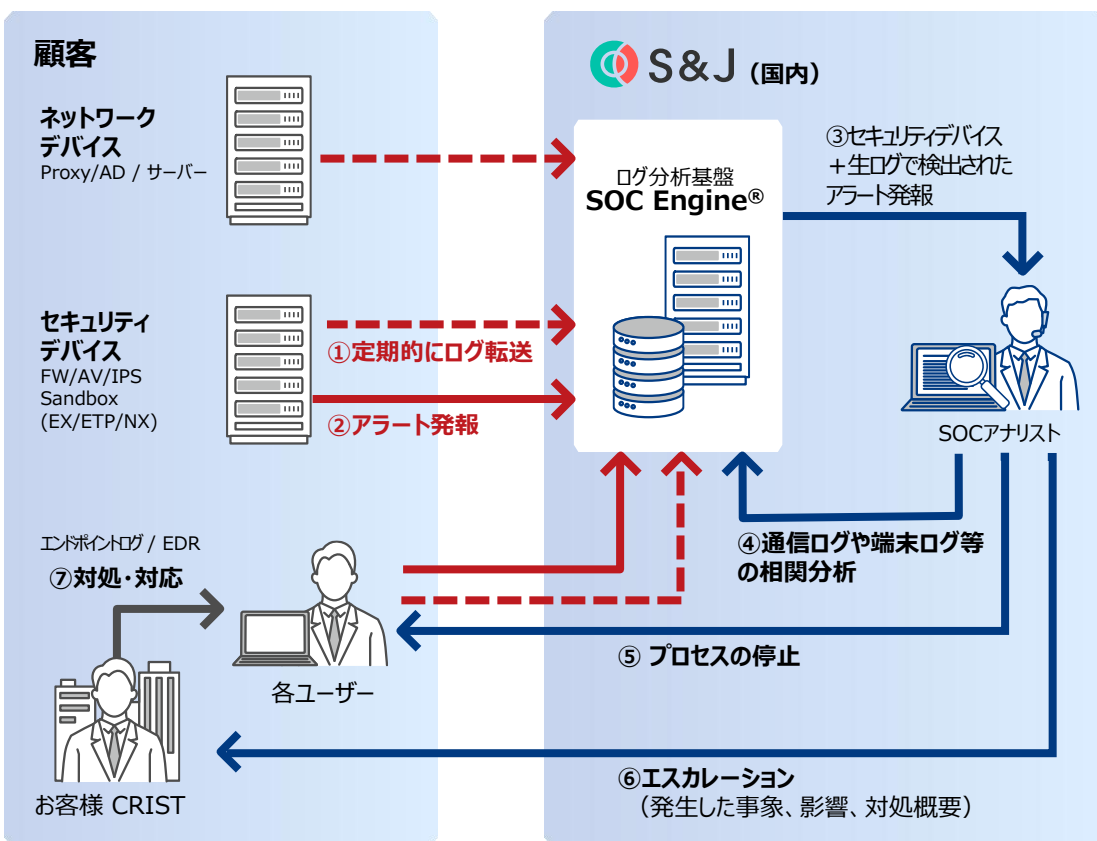 顧客
ネットワーク
デバイス
Proxy/AD / サーバー
セキュリティ
デバイス
FW/AV/IPS
Sandbox
(EX/ETP/NX)
①定期的にログ転送
②アラート発報
エンドポイントログ / EDR
⑦対処・対応
各ユーザー
お客様 CRIST
S&J (国内)
ログ分析基盤
SOC Engine®
③セキュリティデバイス
＋生ログで検出された
アラート発報
SOCアナリスト
④通信ログや端末ログ等
の相関分析
⑤ プロセスの停止
⑥エスカレーション
（発生した事象、影響、対処概要）